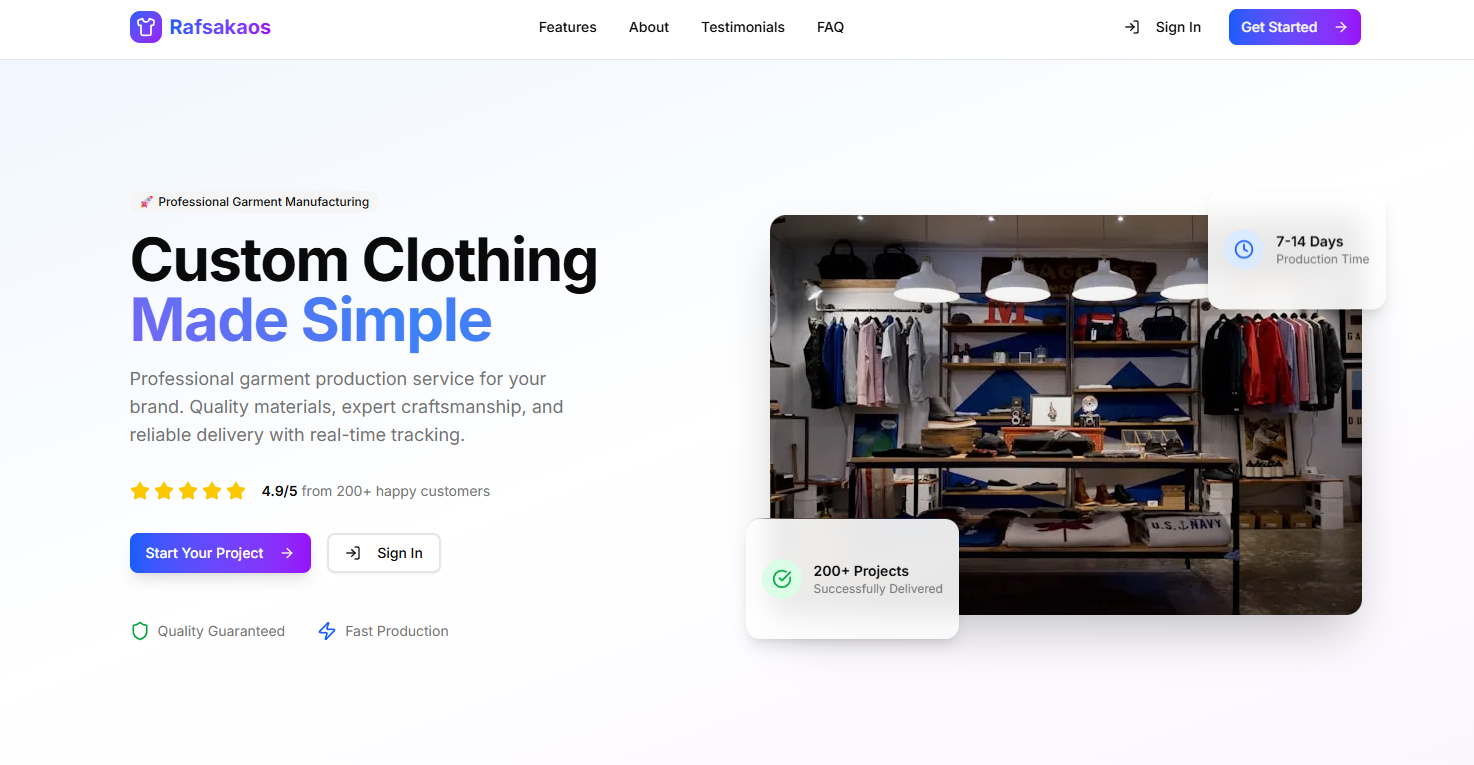 Rafsakaos
Features
About
Testimonials
FAQ
Sign In
Get Started
🚀 Professional Garment Manufacturing
Custom Clothing
Made Simple
Professional garment production service for your
brand. Quality materials, expert craftsmanship, and
reliable delivery with real-time tracking.
4.9/5 from 200+ happy customers
Start Your Project
Sign In
Quality Guaranteed
Fast Production
7-14 Days
Production Time
M
U.S. NAVY
200+ Projects
Successfully Delivered